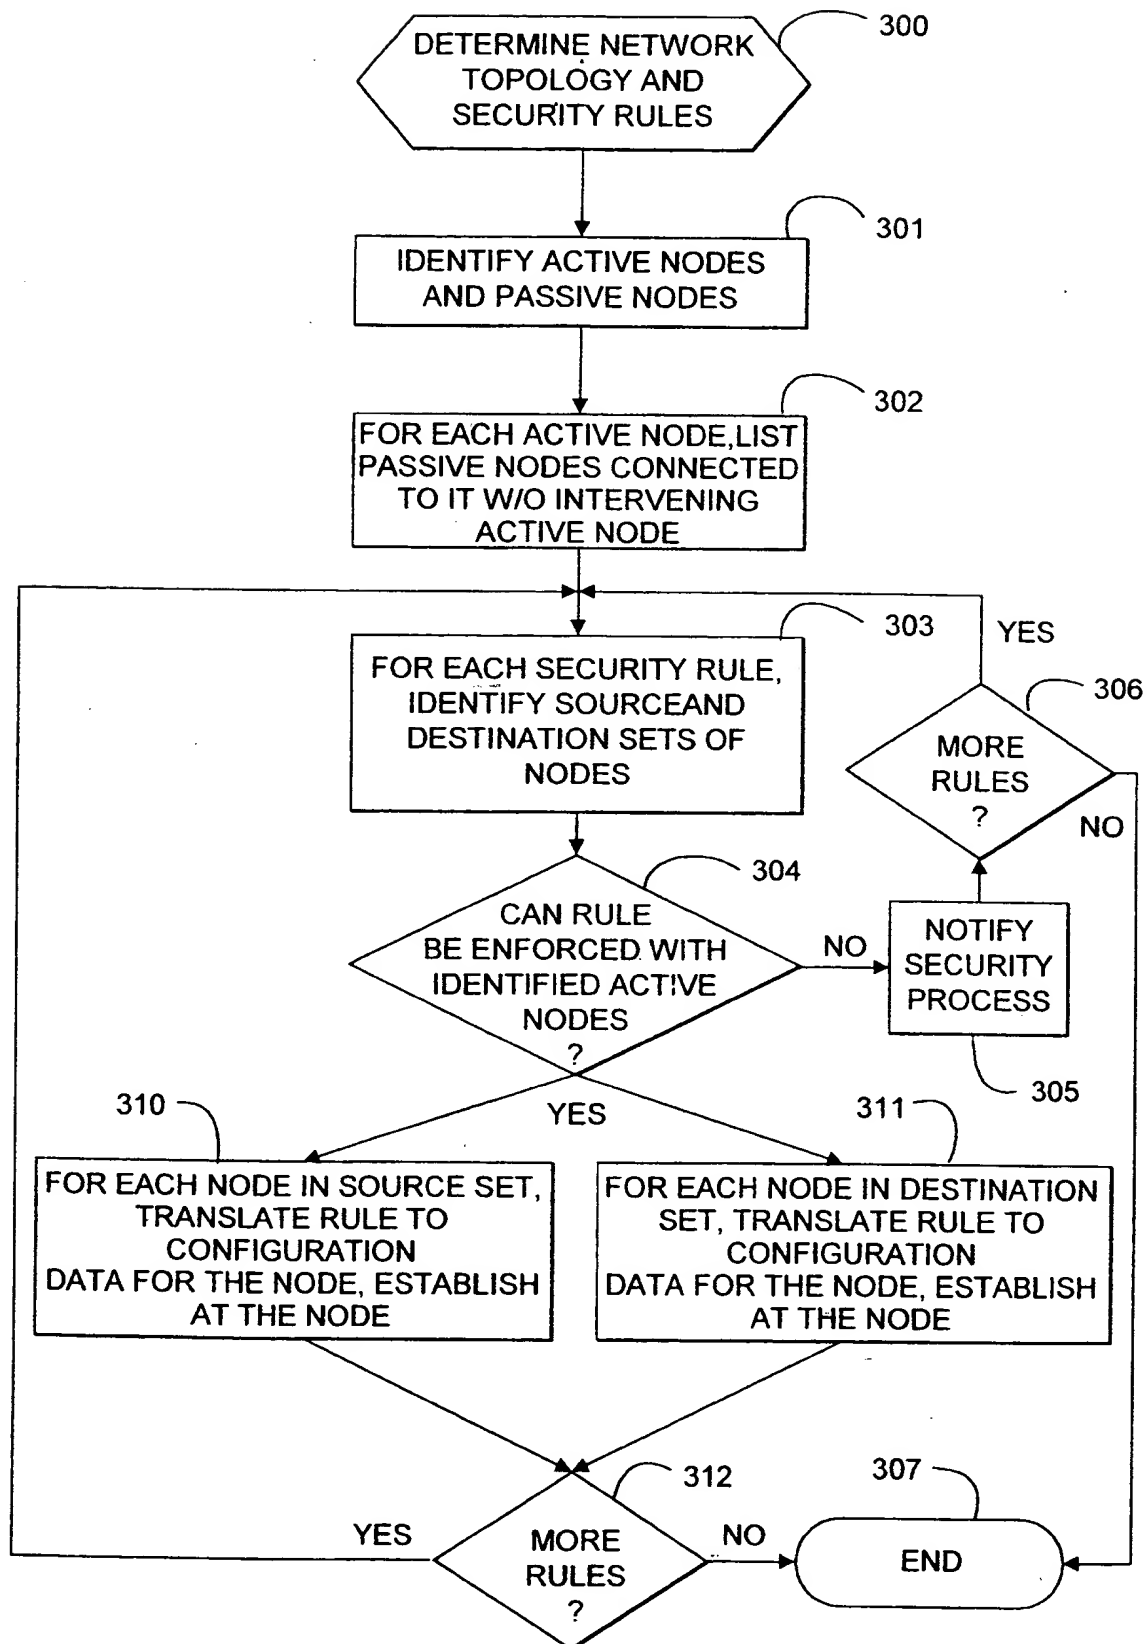 300
DETERMINE NETWORK
TOPOLOGY AND
SECURITY RULES
301
IDENTIFY ACTIVE NODES
AND PASSIVE NODES
302
FOR EACH ACTIVE NODE,LIST
PASSIVE NODES CONNECTED
TO IT W/O INTERVENING
ACTIVE NODE
303
FOR EACH SECURITY RULE,
IDENTIFY SOURCEAND
DESTINATION SETS OF
NODES
YES
306
MORE
RULES
?
NO
304
CAN RULE
BE ENFORCED WITH
IDENTIFIED ACTIVE
NODES
?
NO
NOTIFY
SECURITY
PROCESS
305
YES
310
FOR EACH NODE IN SOURCE SET,
TRANSLATE RULE TO
CONFIGURATION
DATA FOR THE NODE, ESTABLISH
AT THE NODE
311
FOR EACH NODE IN DESTINATION
SET, TRANSLATE RULE TO
CONFIGURATION
DATA FOR THE NODE, ESTABLISH
AT THE NODE
312
YES
MORE
RULES
?
NO
307
END